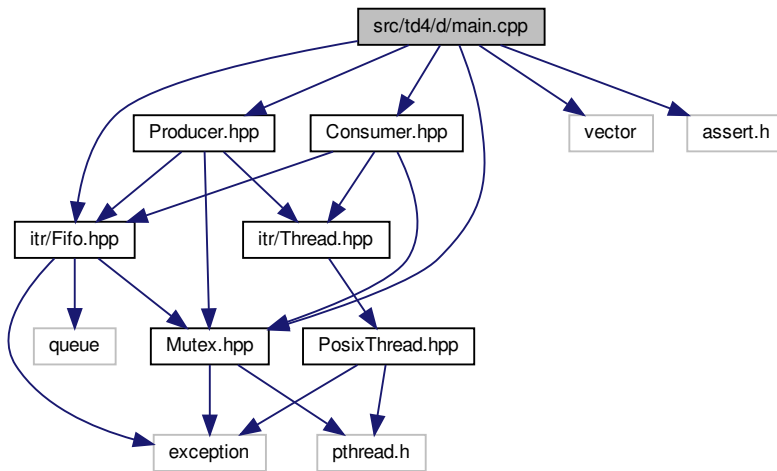 src/td4/d/main.cpp
Producer.hpp
Consumer.hpp
vector
assert.h
itr/Fifo.hpp
itr/Thread.hpp
queue
Mutex.hpp
PosixThread.hpp
exception
pthread.h